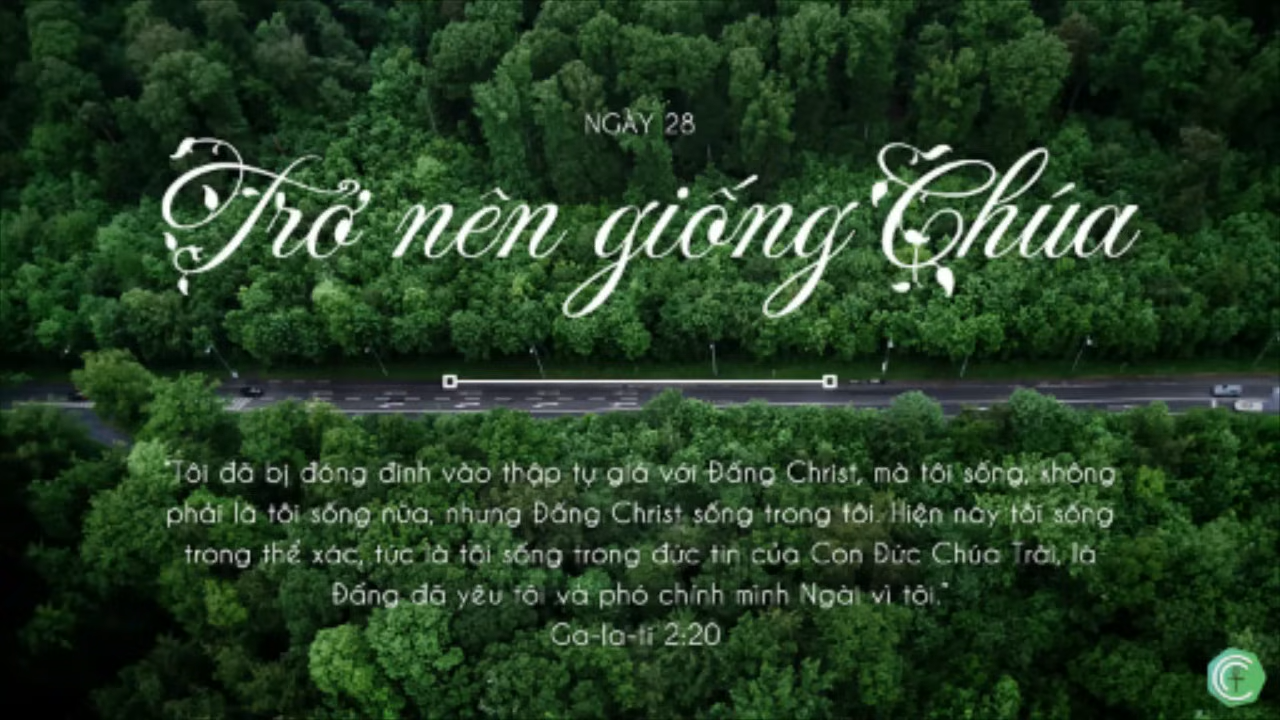 NGÀY 28
Trở nên giống Chúa
"Tôi đã bị đóng đinh vào thập tự giá với Đấng Christ, mà tôi sống, không
phải là tôi sống nữa, nhưng Đấng Christ sống trong tôi. Hiện nay tôi sống
trong thể xác, tức là tôi sống trong đức tin của Con Đức Chúa Trời, là
Đấng đã yêu tôi và phó chính mình Ngài vì tôi."
Ga-la-ti 2:20